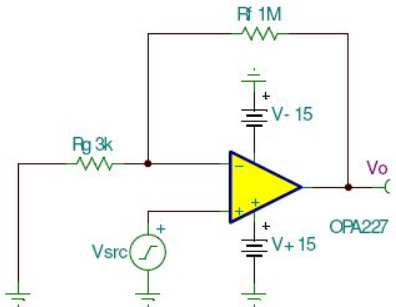 Rf 1M
+
V- 15
Rg 3k
Vo
-
+
+
OPA227
+
Vsrc
+
V+ 15